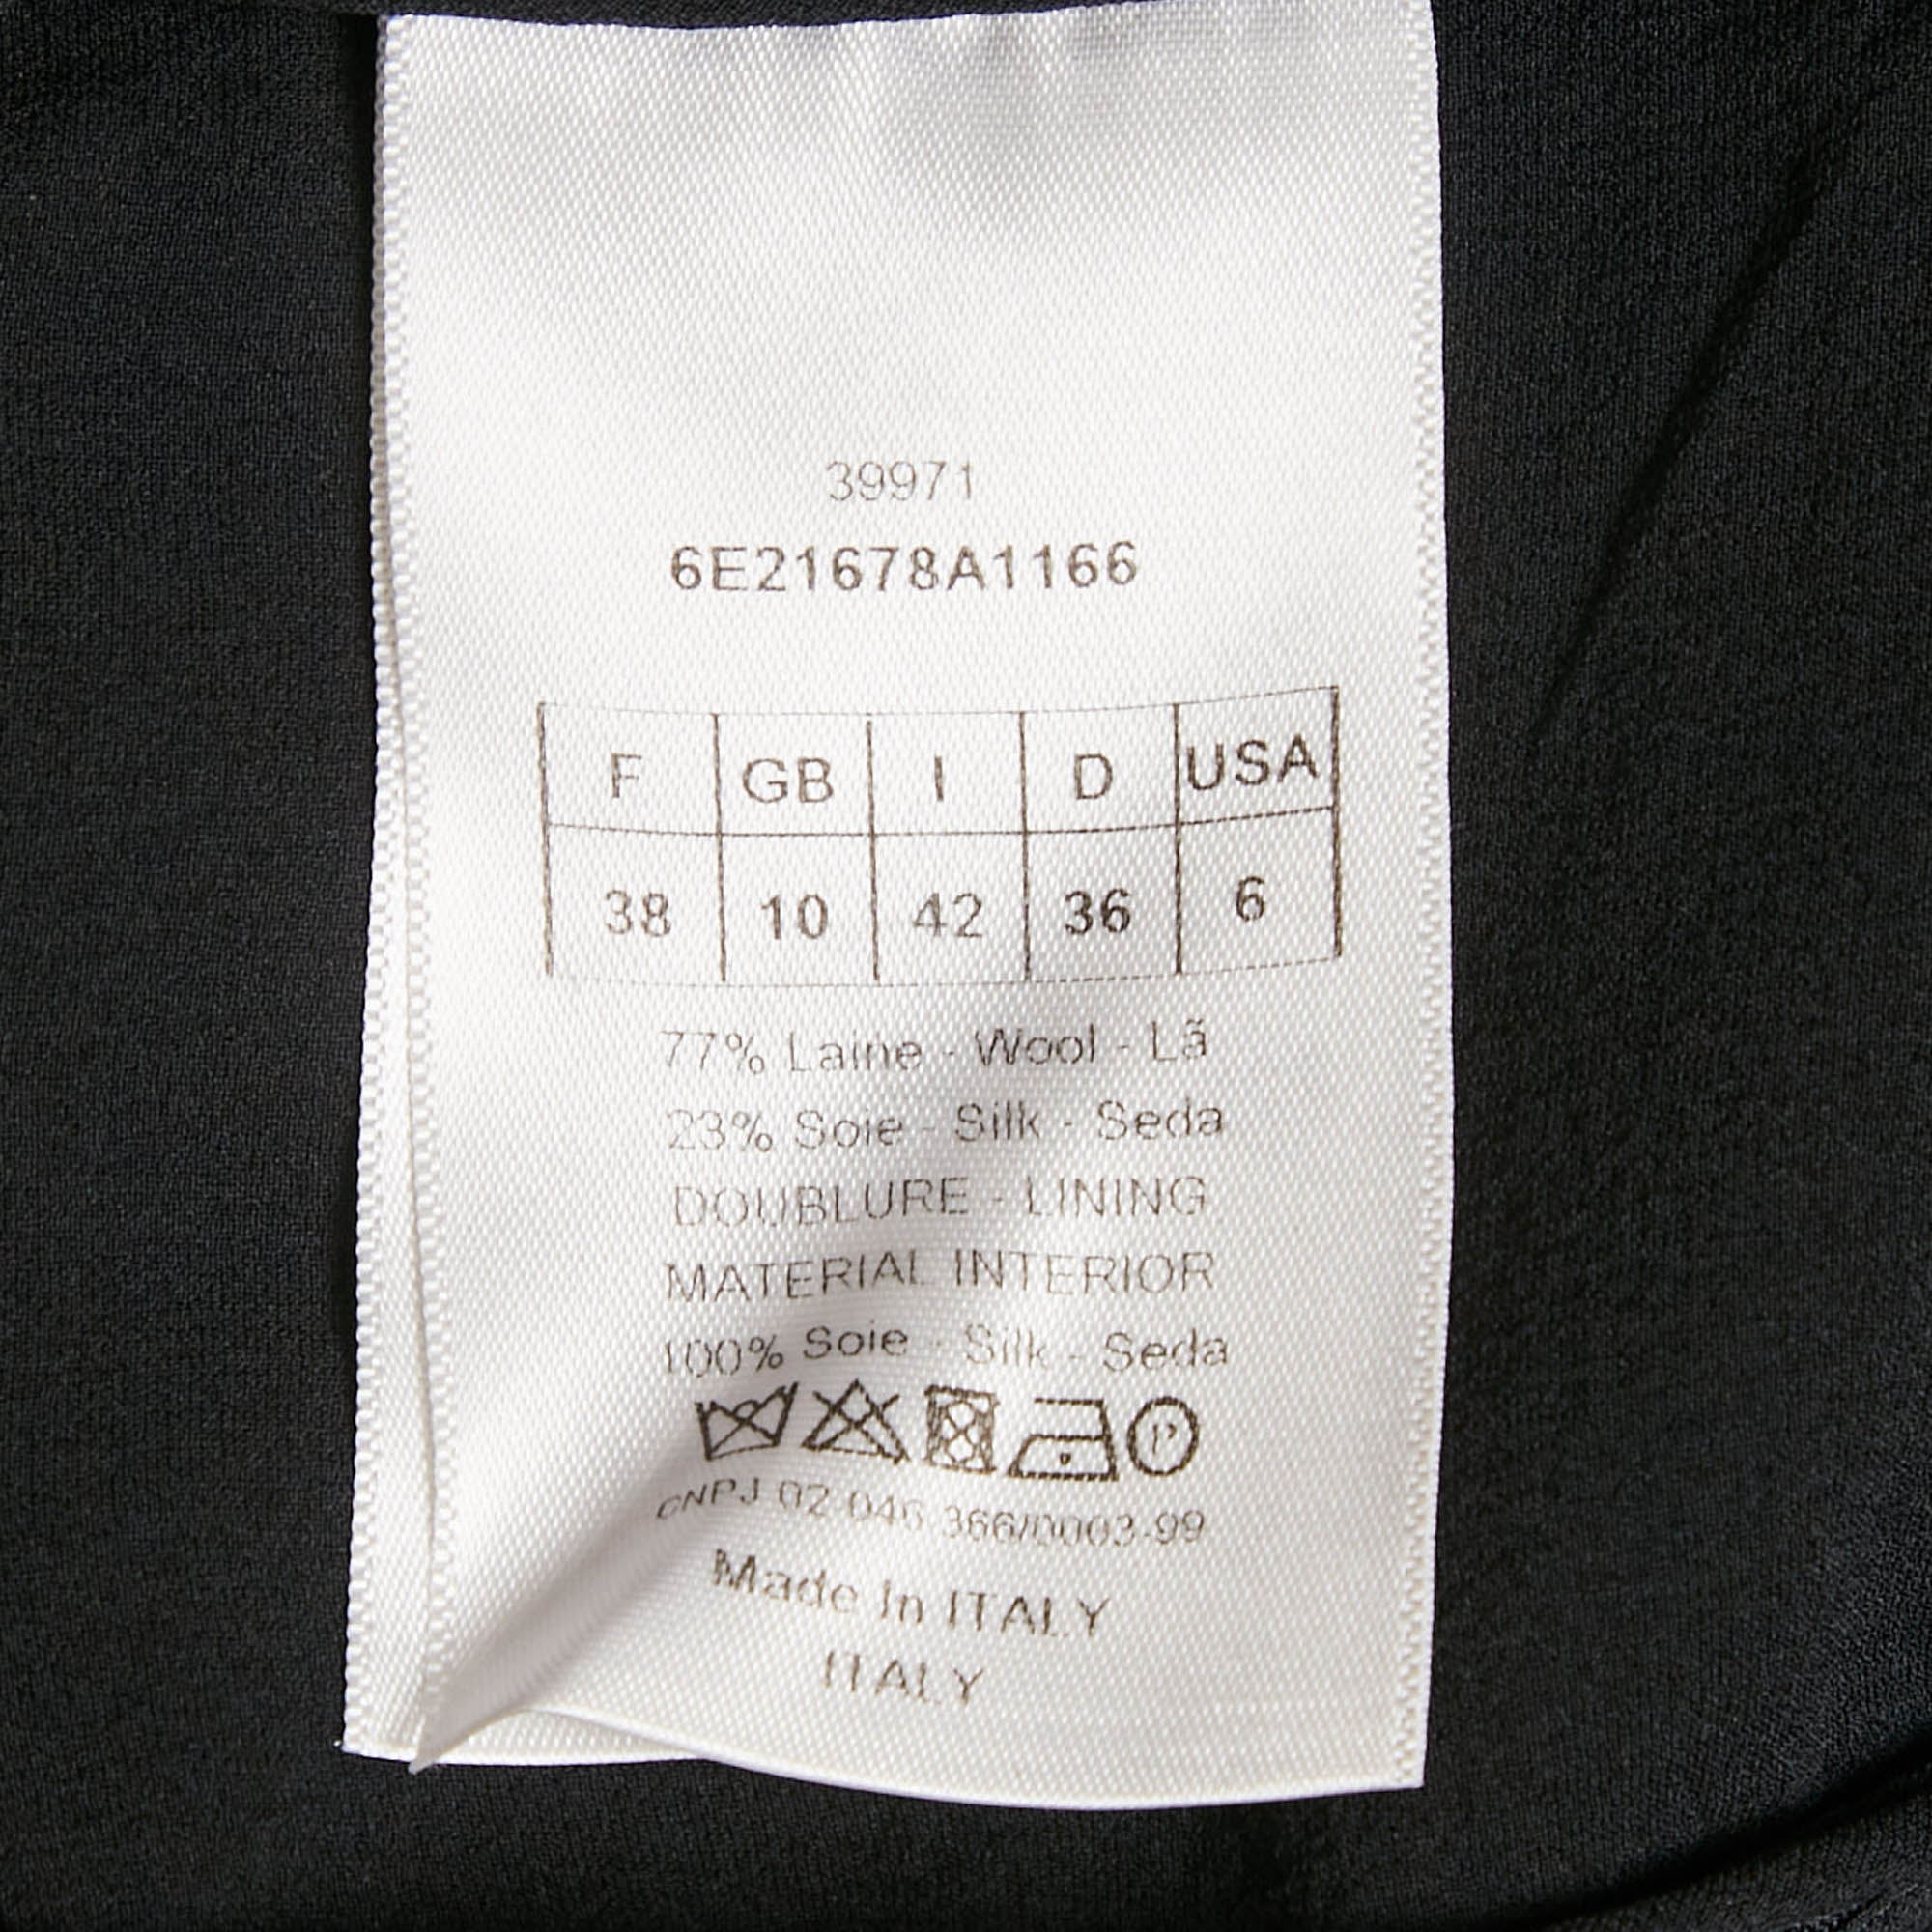 39971
6E21678A1166
F GB I D USA
38 10 42 36 6
77% Laine - Wool - Lã
23% Soie - Silk - Seda
DOUBLURE - LINING
MATERIAL INTERIOR
100% Soie - Silk - Seda
P
CNPJ 02 046 366/0003-99
Made In ITALY
ITALY